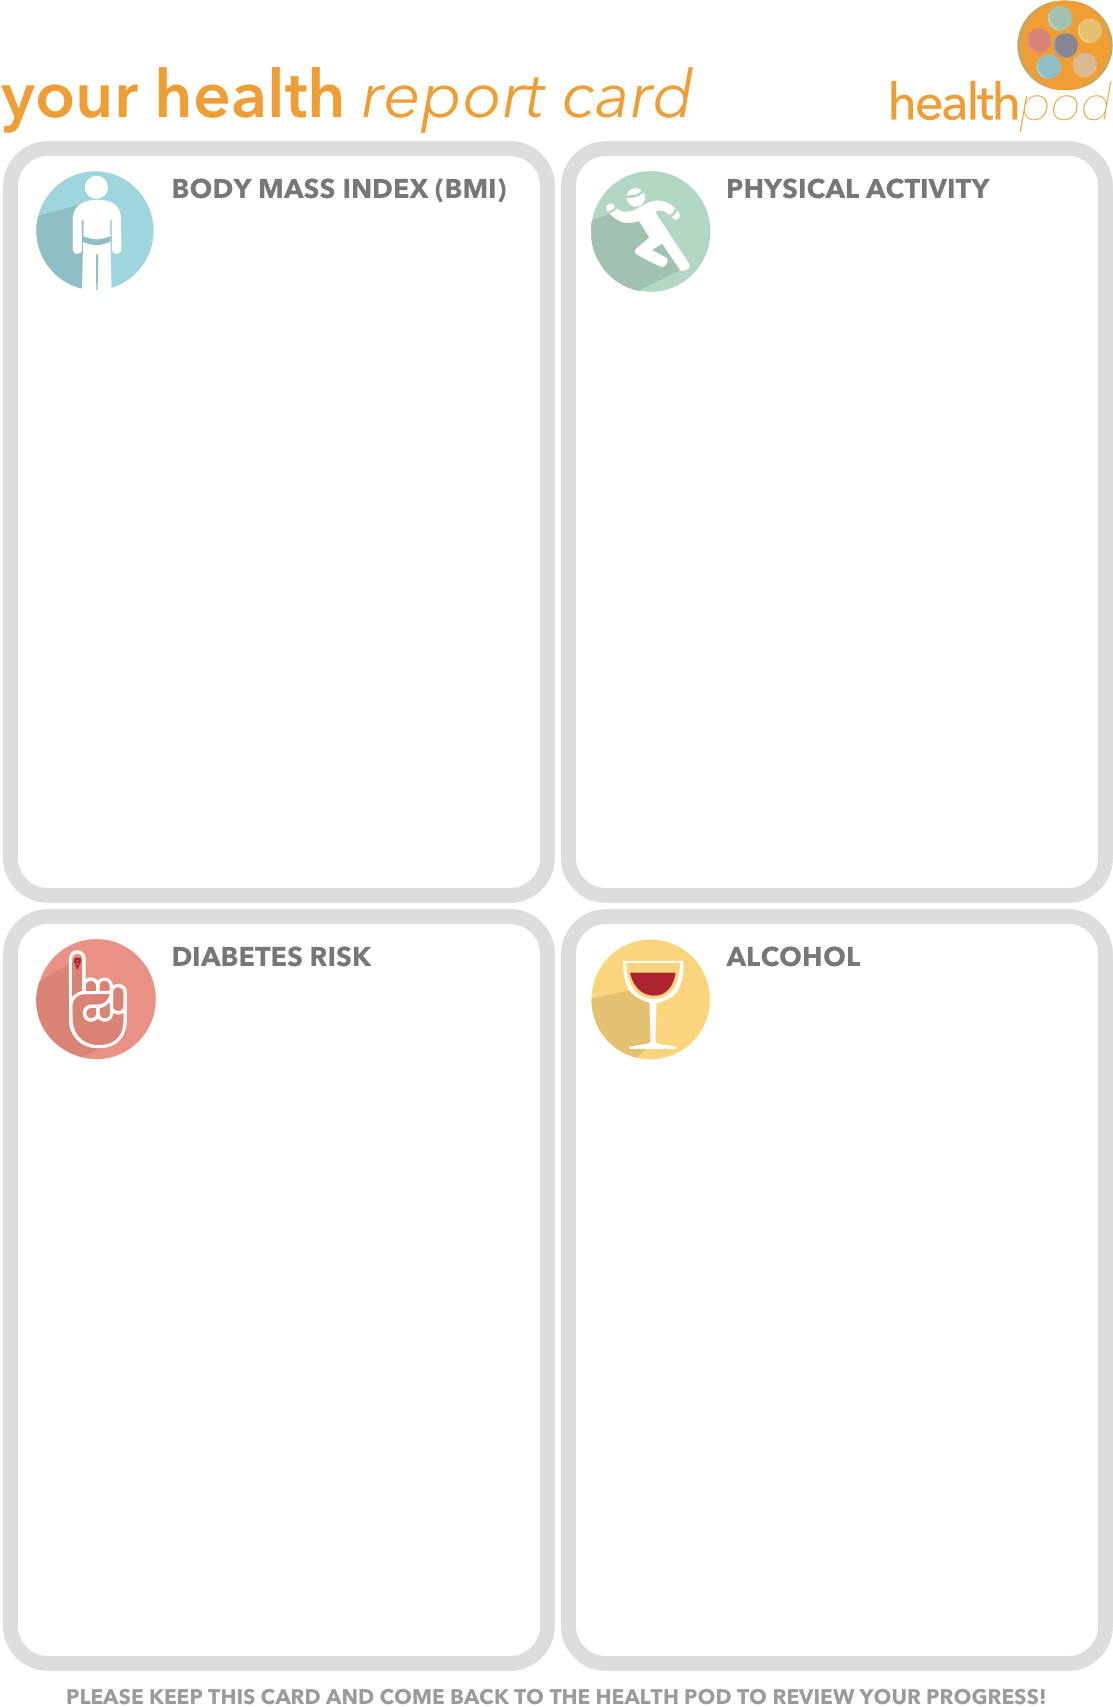 your health report card
healthpod
BODY MASS INDEX (BMI)
PHYSICAL ACTIVITY
DIABETES RISK
ALCOHOL
PLEASE KEEP THIS CARD AND COME BACK TO THE HEALTH POD TO REVIEW YOUR PROGRESS!